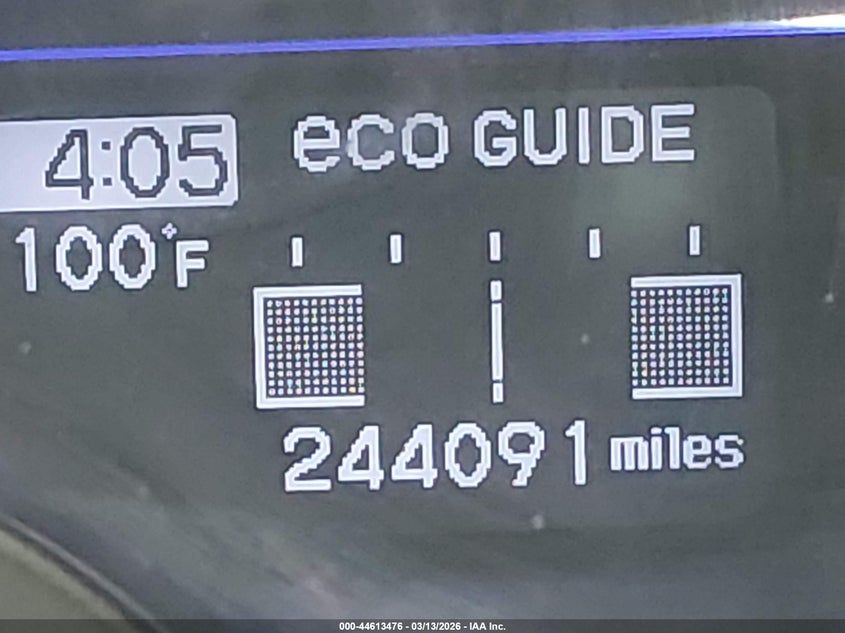 4:05
eco GUIDE
100°F
244091 miles
000-44613476 - 03/13/2026 - IAA Inc.